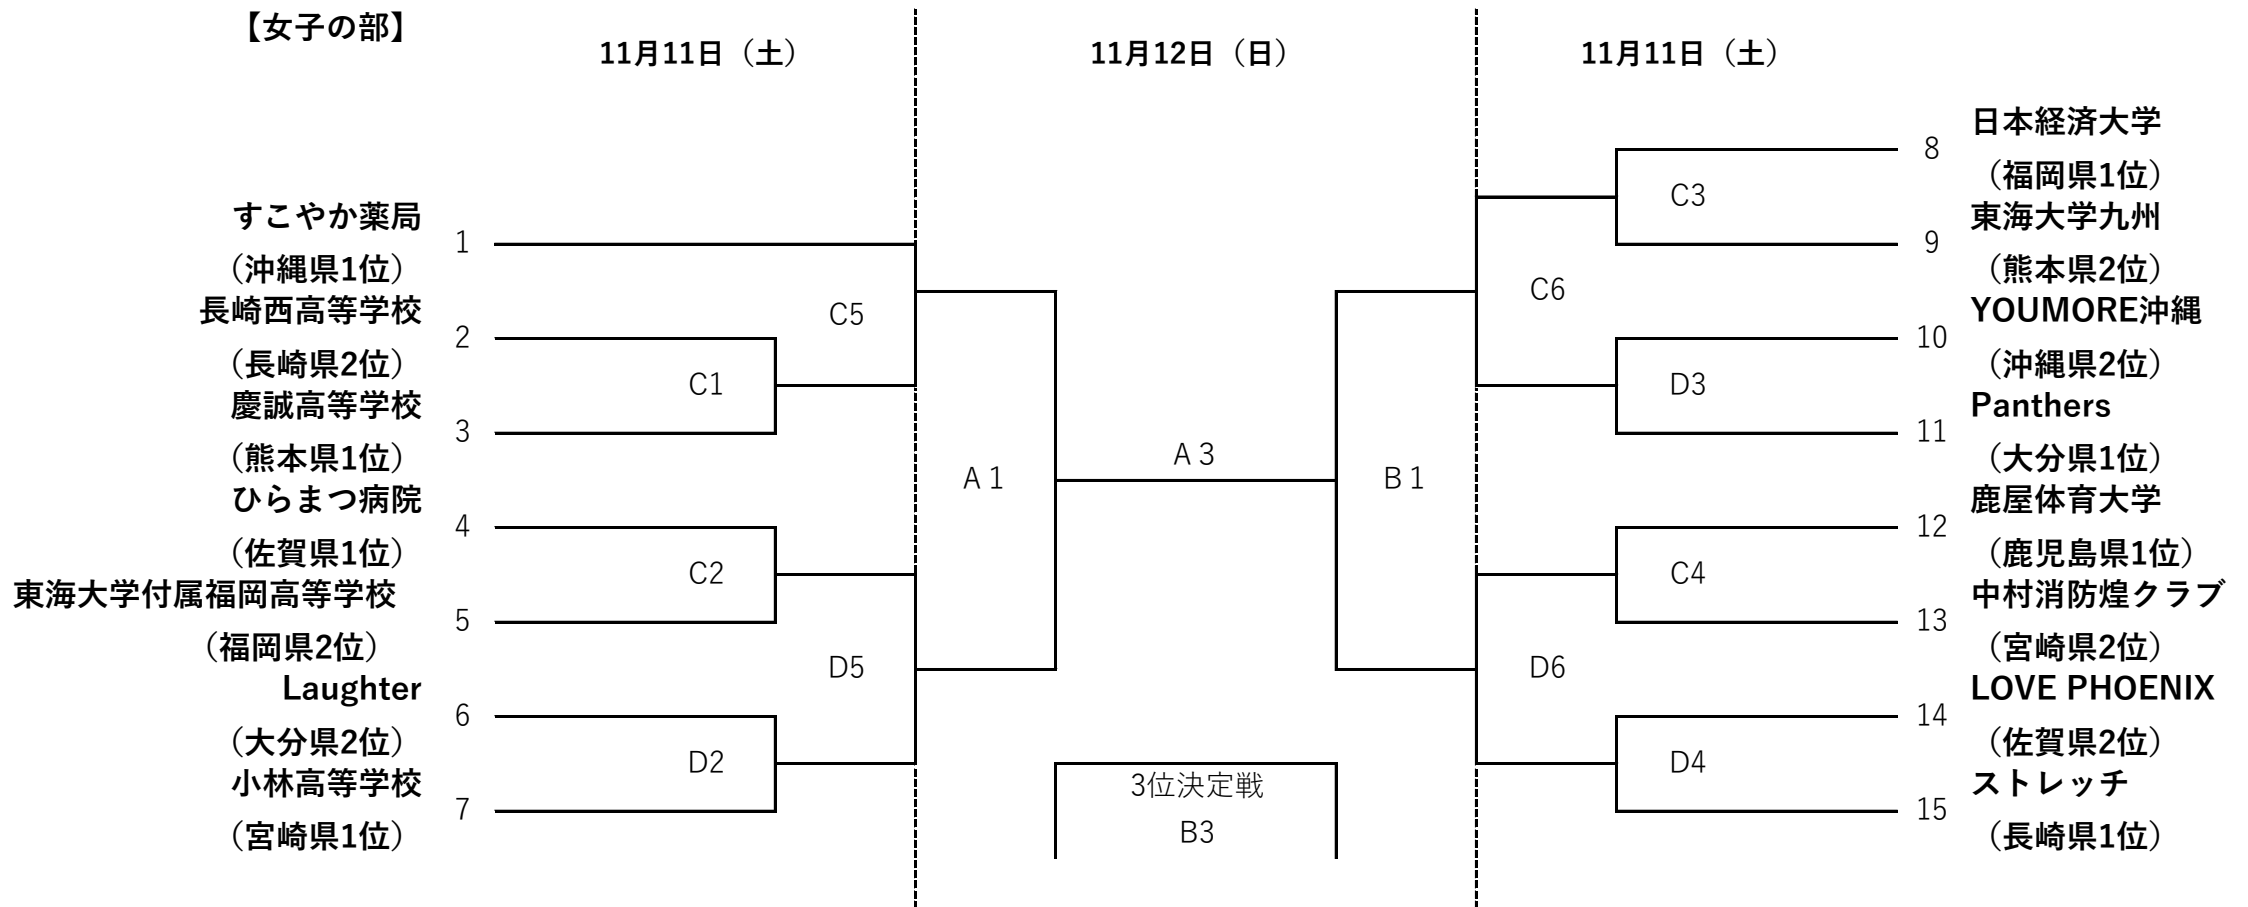 【女子の部】
11月11日（土）
11月12日（日）
11月11日（土）
すこやか薬局
1
（沖縄県1位）
長崎西高等学校
2
（長崎県2位）
慶誠高等学校
3
（熊本県1位）
ひらまつ病院
4
（佐賀県1位）
東海大学付属福岡高等学校
5
（福岡県2位）
Laughter
6
（大分県2位）
小林高等学校
7
（宮崎県1位）
C1
C2
D2
C5
D5
A 1
A 3
B 1
3位決定戦
B3
C6
D6
C3
D3
C4
D4
日本経済大学
8
（福岡県1位）
東海大学九州
9
（熊本県2位）
YOUMORE沖縄
10
（沖縄県2位）
Panthers
11
（大分県1位）
鹿屋体育大学
12
（鹿児島県1位）
中村消防煌クラブ
13
（宮崎県2位）
LOVE PHOENIX
14
（佐賀県2位）
ストレッチ
15
（長崎県1位）